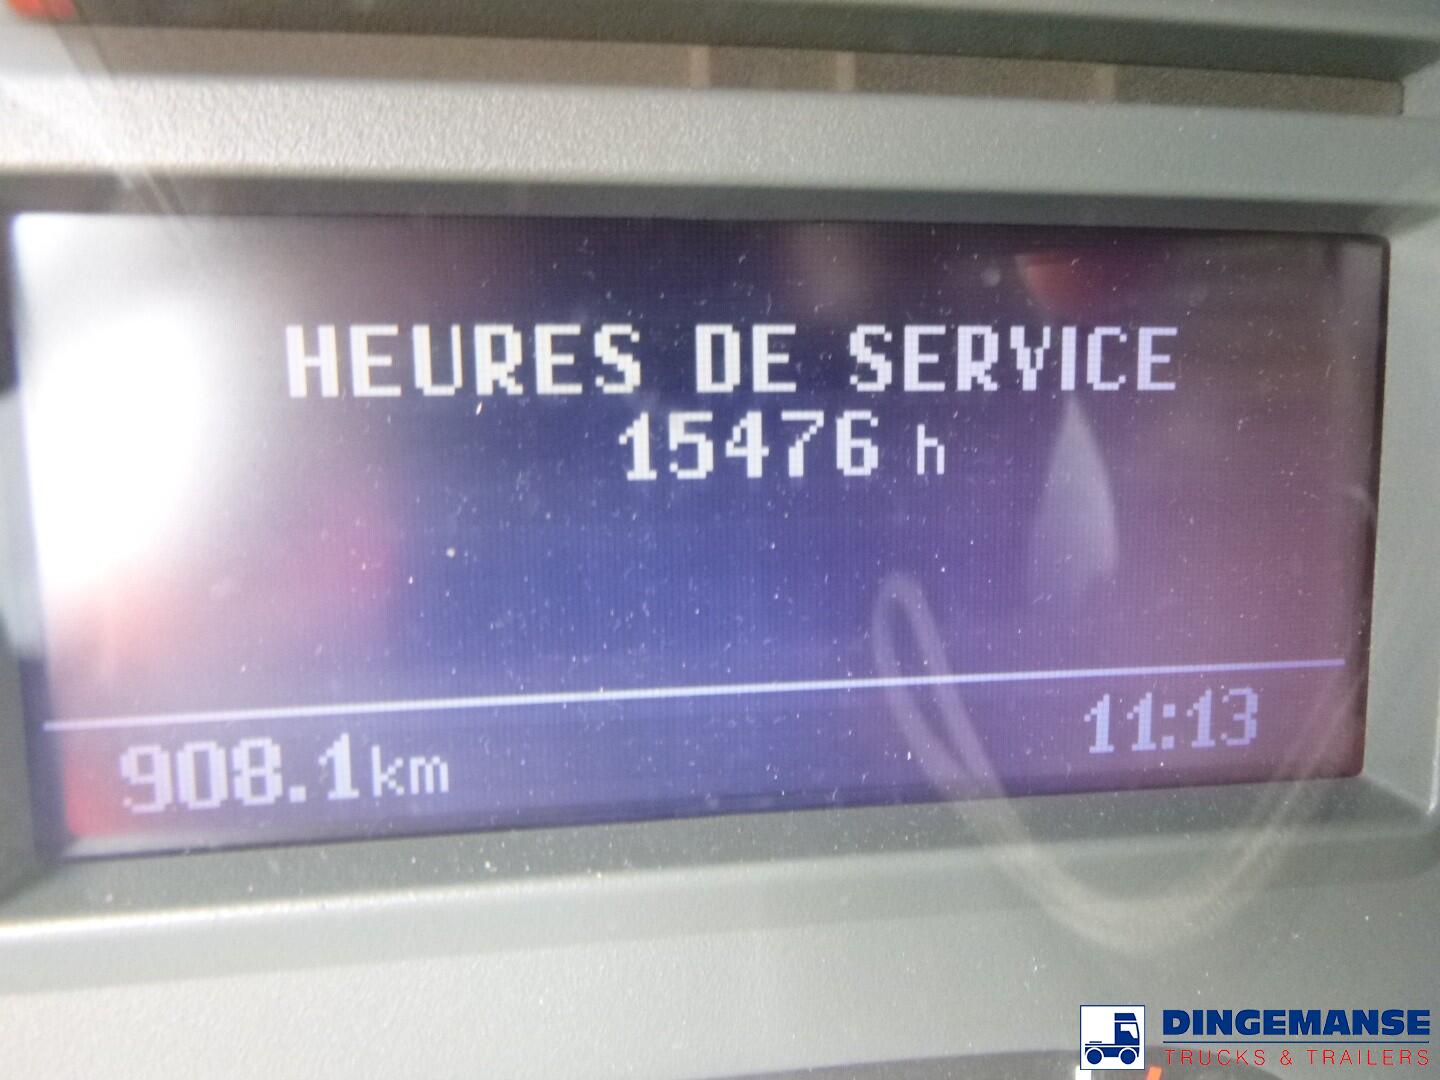 HEURES DE SERVICE
15476 h
908.1km
11:13
DINGEMANSE
TRUCKS & TRAILERS